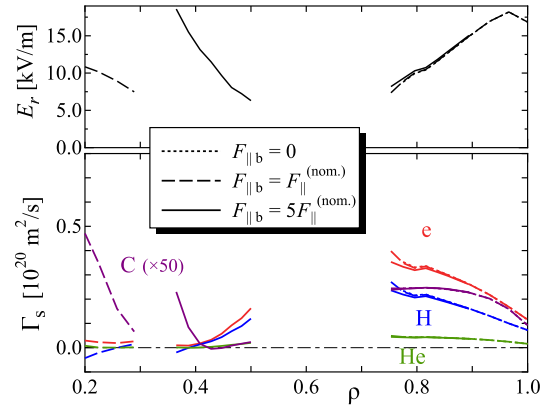 20.0
15.0
10.0
5.0
0.0
E_r [kV/m]
F_{|| b} = 0
F_{|| b} = F_{||}^{(nom.)}
F_{|| b} = 5F_{||}^{(nom.)}
0.5
0.0
Γ_s [10^{20} m^2/s]
C (×50)
e
H
He
0.2 0.4 0.6 0.8 1.0
ρ